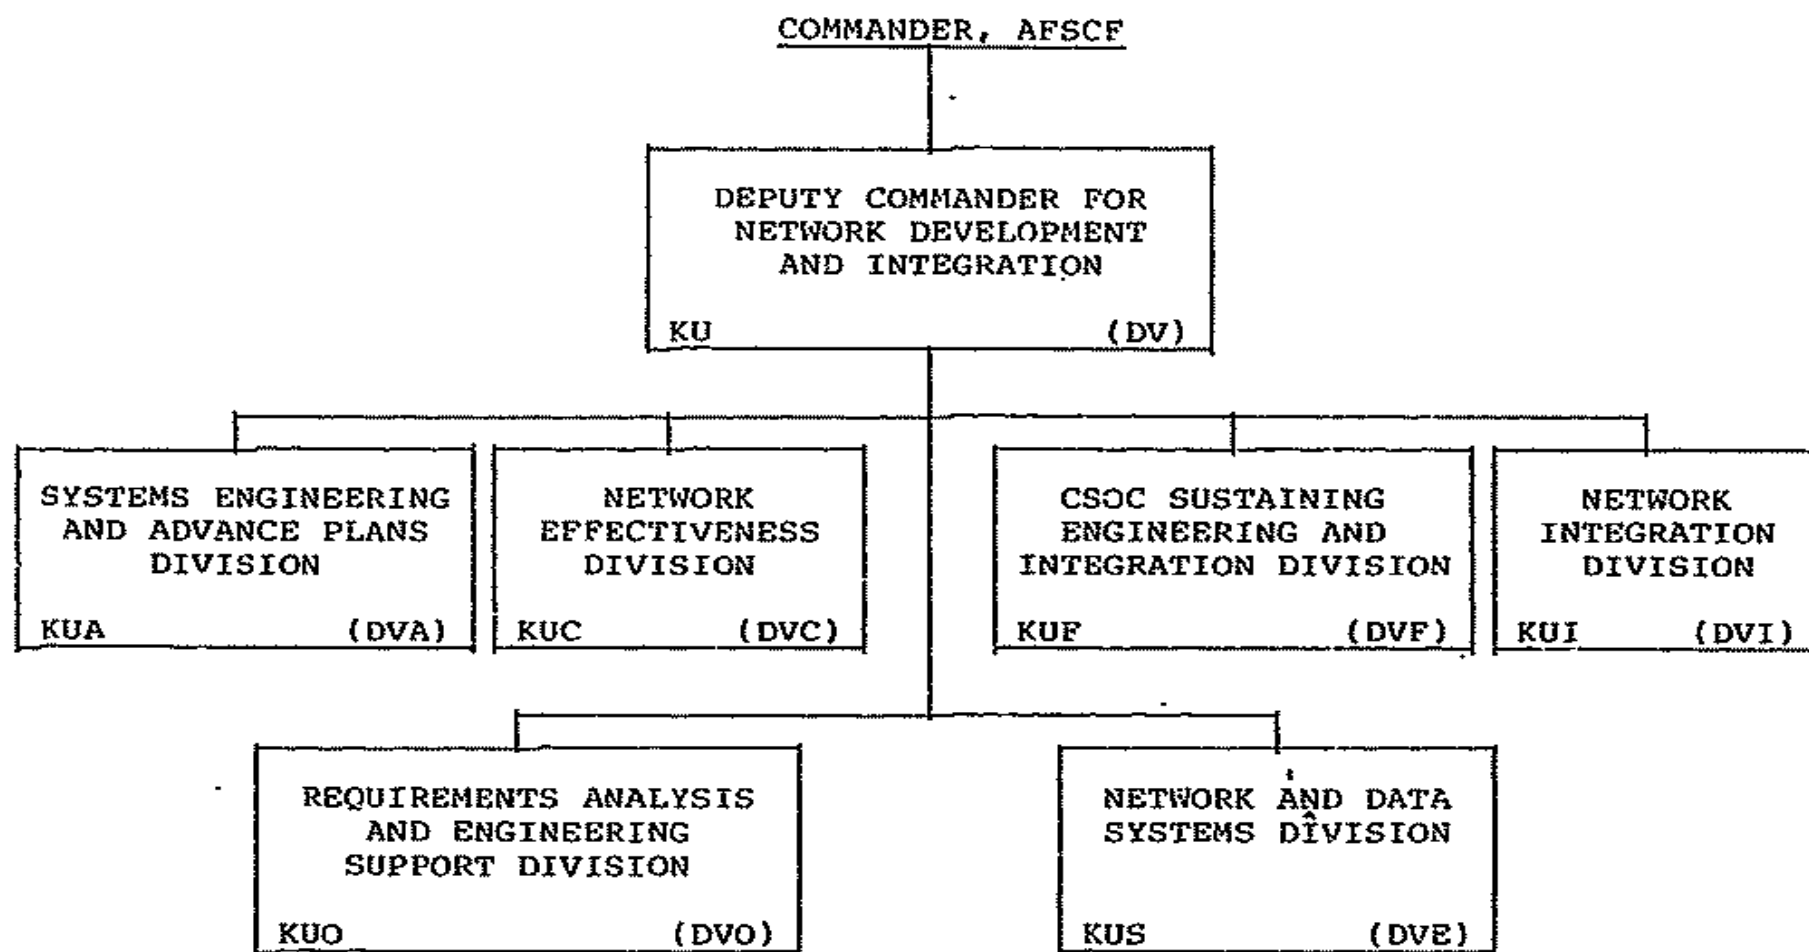 COMMANDER, AFSCF
DEPUTY COMMANDER FOR
NETWORK DEVELOPMENT
AND INTEGRATION
KU (DV)
SYSTEMS ENGINEERING
AND ADVANCE PLANS
DIVISION
KUA (DVA)
NETWORK
EFFECTIVENESS
DIVISION
KUC (DVC)
CSOC SUSTAINING
ENGINEERING AND
INTEGRATION DIVISION
KUF (DVF)
NETWORK
INTEGRATION
DIVISION
KUI (DVI)
REQUIREMENTS ANALYSIS
AND ENGINEERING
SUPPORT DIVISION
KUO (DVO)
NETWORK AND DATA
SYSTEMS DIVISION
KUS (DVE)